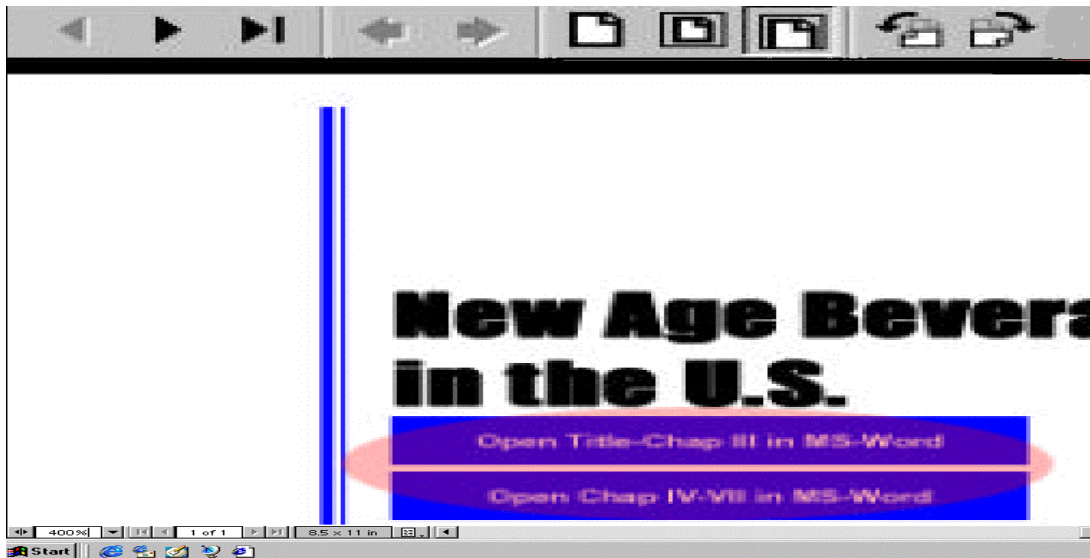 New Age Bevera
in the U.S.
Open Title-Chap III in MS-Word
Open Chap IV-VII in MS-Word
400% 1 of 1 8.5 x 11 in
Start